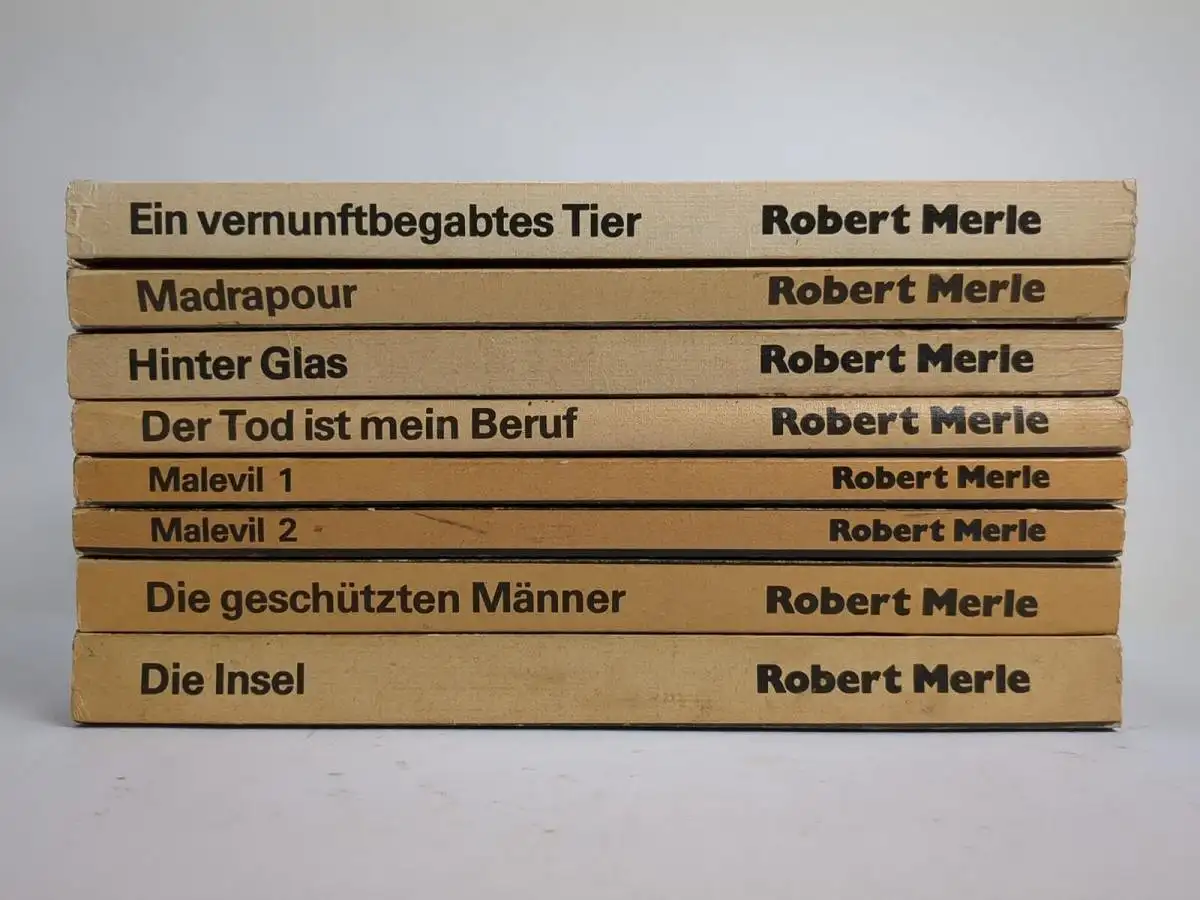 Ein vernunftbegabtes Tier Robert Merle
Madrapour Robert Merle
Hinter Glas Robert Merle
Der Tod ist mein Beruf Robert Merle
Malevil 1 Robert Merle
Malevil 2 Robert Merle
Die geschützten Männer Robert Merle
Die Insel Robert Merle